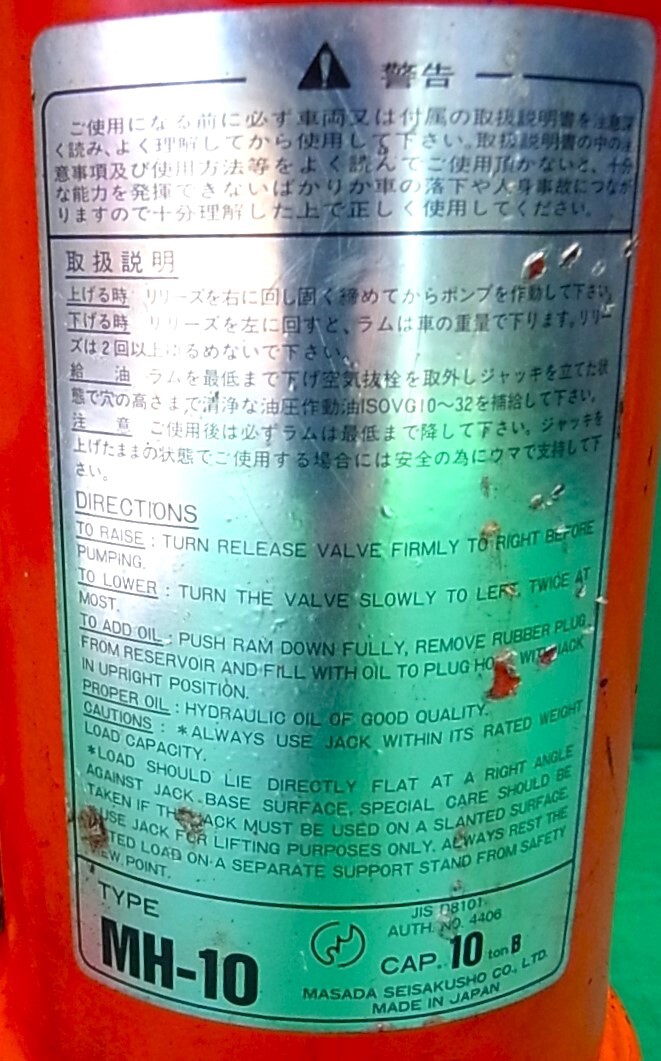 警告
ご使用になる前に必ず車両又は付属の取扱説明書を注意深
く読み、よく理解してから使用して下さい。取扱説明書の中の注
意事項及び使用方法等をよく読んでご使用頂かないと、十分
な能力を発揮できないばかりか車の落下や人身事故につなが
りますので十分理解した上で正しく使用してください。
取扱説明
上げる時 リリーズを右に回し固く締めてからポンプを作動して下さい。
下げる時 リリーズを左に回すと、ラムは車の重量で下ります。リリー
ズは2回以上ゆるめないで下さい。
給 油 ラムを最低まで下げ空気抜栓を取外しジャッキを立てた状
態で穴の高さまで清浄な油圧作動油ISOVG10~32を補給して下さい。
注 意 ご使用後は必ずラムは最低まで降して下さい。ジャッキを
上げたままの状態でご使用する場合には安全の為にウマで支持して下
さい。
DIRECTIONS
TO RAISE : TURN RELEASE VALVE FIRMLY TO RIGHT BEFORE
PUMPING.
TO LOWER : TURN THE VALVE SLOWLY TO LEFT, TWICE AT
MOST.
TO ADD OIL : PUSH RAM DOWN FULLY, REMOVE RUBBER PLUG
FROM RESERVOIR AND FILL WITH OIL TO PLUG WITH JACK
IN UPRIGHT POSITION.
PROPER OIL : HYDRAULIC OIL OF GOOD QUALITY.
CAUTIONS : *ALWAYS USE JACK WITHIN ITS RATED WEIGHT
LOAD CAPACITY.
*LOAD SHOULD LIE DIRECTLY FLAT AT A RIGHT ANGLE
AGAINST JACK BASE SURFACE. SPECIAL CARE SHOULD BE
TAKEN IF THE JACK MUST BE USED ON A SLANTED SURFACE
USE JACK FOR LIFTING PURPOSES ONLY. ALWAYS REST THE
LOAD ON A SEPARATE SUPPORT STAND FROM SAFETY
VIEW POINT.
TYPE
MH-10
JIS D8101
AUTH. NO. 4406
CAP. 10 ton B
MASADA SEISAKUSHO CO., LTD.
MADE IN JAPAN